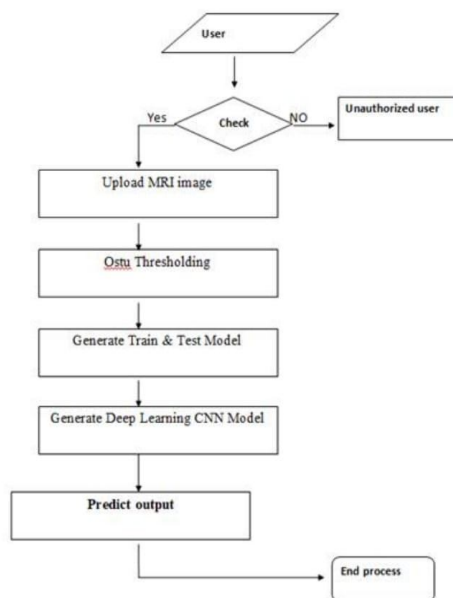 User
Check
Yes
NO
Unauthorized user
Upload MRI image
Ostu Thresholding
Generate Train & Test Model
Generate Deep Learning CNN Model
Predict output
End process